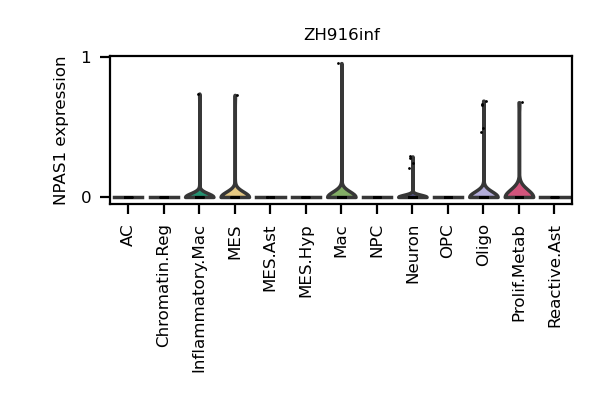 ZH916inf
NPAS1 expression
1
0
AC
Chromatin.Reg
Inflammatory.Mac
MES
MES.Ast
MES.Hyp
Mac
NPC
Neuron
OPC
Oligo
Prolif.Metab
Reactive.Ast